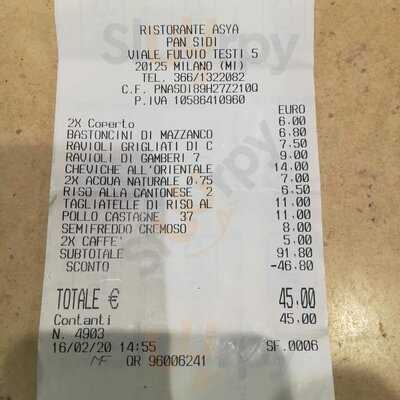 RISTORANTE ASYA
PAN SIDI
VIALE FULVIO TESTI 5
20125 MILANO (MI)
TEL. 366/1322082
C.F. PNASDI89H27Z210Q
P.IVA 10586410960
EURO
2X Coperto 6.00
BASTONCINI DI MAZZANCO 6.80
RAVIOLI GRIGLIATI DI C 7.50
RAVIOLI DI GAMBERI 7 9.00
CHEVICHE ALL'ORIENTALE 14.00
2X ACQUA NATURALE 0.75 7.00
RISO ALLA CANTONESE 2 6.50
TAGLIATELLE DI RISO AL 11.00
POLLO CASTAGNE 37 11.00
SEMIFREDDO CREMOSO 8.00
2X CAFFE' 5.00
SUBTOTALE 91.80
SCONTO -46.80
TOTALE € 45.00
Contanti 45.00
N. 4903
16/02/20 14:55 SF.0006
MF QR 96006241